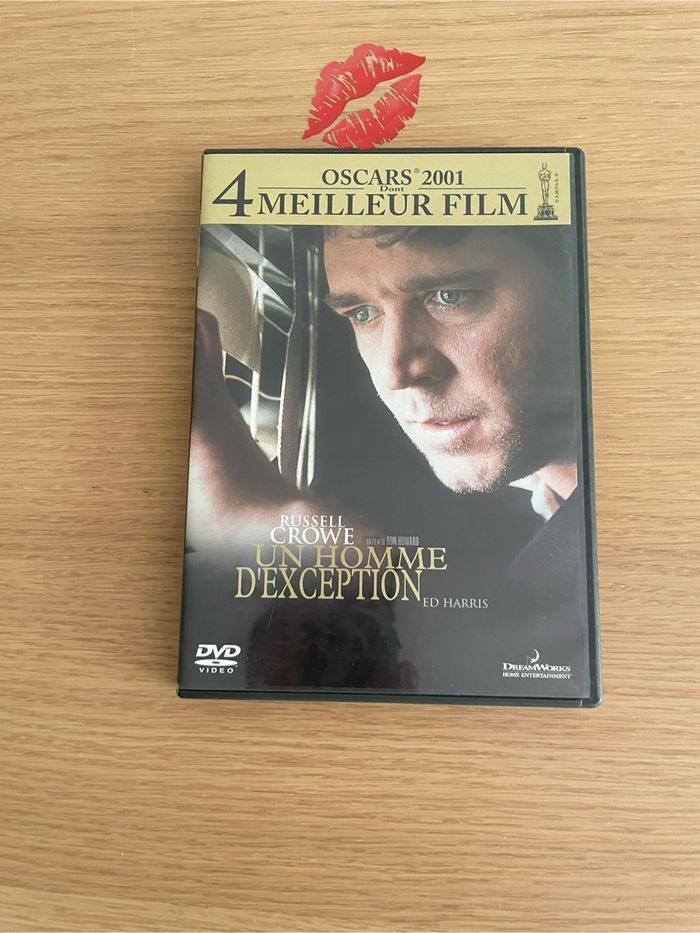 4
OSCARS® 2001
Dont
MEILLEUR FILM
© A.M.P.A.S. ®
RUSSELL
CROWE
UN FILM DE RON HOWARD
UN HOMME
D'EXCEPTION
ED HARRIS
DVD
VIDEO
DREAMWORKS
HOME ENTERTAINMENT